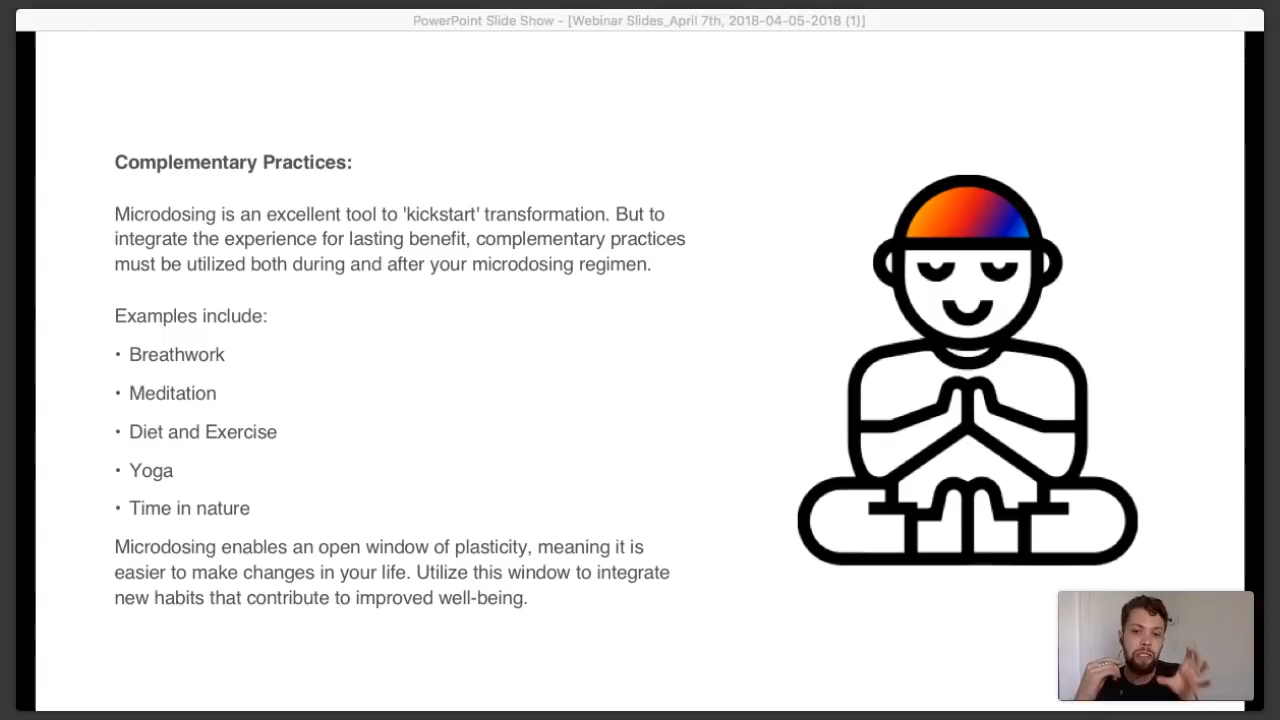 PowerPoint Slide Show - [Webinar Slides_April 7th, 2018-04-05-2018 (1)]
Complementary Practices:
Microdosing is an excellent tool to 'kickstart' transformation. But to
integrate the experience for lasting benefit, complementary practices
must be utilized both during and after your microdosing regimen.
Examples include:
• Breathwork
• Meditation
• Diet and Exercise
• Yoga
• Time in nature
Microdosing enables an open window of plasticity, meaning it is
easier to make changes in your life. Utilize this window to integrate
new habits that contribute to improved well-being.